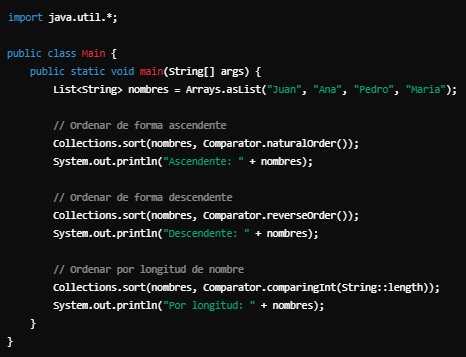 import java.util.*;
public class Main {
public static void main(String[] args) {
List<String> nombres = Arrays.asList("Juan", "Ana", "Pedro", "Maria");
// Ordenar de forma ascendente
Collections.sort(nombres, Comparator.naturalOrder());
System.out.println("Ascendente: " + nombres);
// Ordenar de forma descendente
Collections.sort(nombres, Comparator.reverseOrder());
System.out.println("Descendente: " + nombres);
// Ordenar por longitud de nombre
Collections.sort(nombres, Comparator.comparingInt(String::length));
System.out.println("Por longitud: " + nombres);
}
}